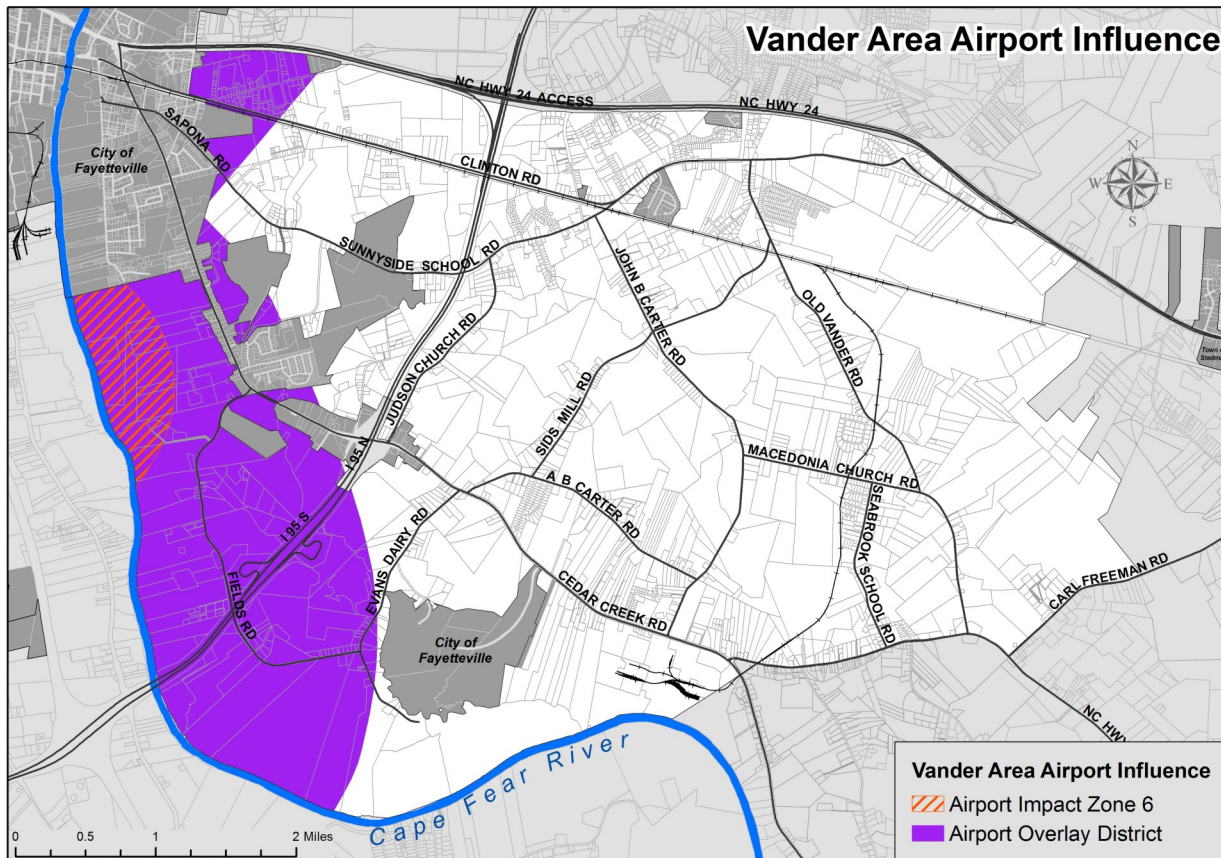 Vander Area Airport Influence
NC HWY 24 ACCESS
NC HWY 24
SAPONA RD
City of
Fayetteville
CLINTON RD
N
W
E
S
SUNNYSIDE SCHOOL RD
JOHN B CARTER RD
OLD VANDER RD
Town of
Stedman
JUDSON CHURCH RD
SIDS MILL RD
I 95 N
MACEDONIA CHURCH RD
A B CARTER RD
SEABROOK SCHOOL RD
I 95 S
EVANS DAIRY RD
FIELDS RD
CEDAR CREEK RD
CARL FREEMAN RD
City of
Fayetteville
NC HWY
Cape Fear River
Vander Area Airport Influence
Airport Impact Zone 6
Airport Overlay District
0 0.5 1 2 Miles